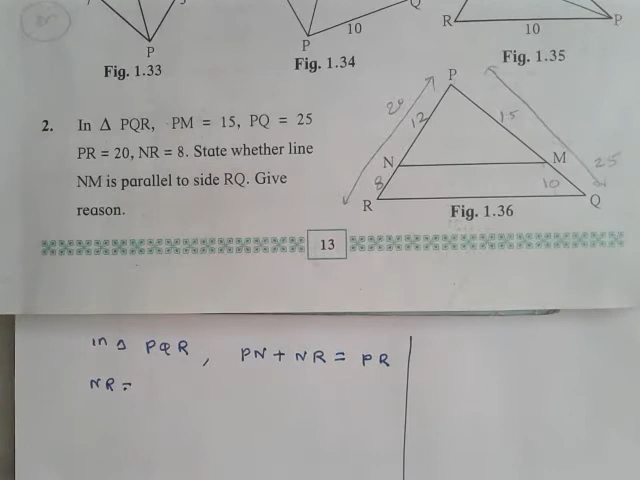 P
P
Q
10
R
10
P
Fig. 1.33
Fig. 1.34
Fig. 1.35
2. In Δ PQR, PM = 15, PQ = 25
PR = 20, NR = 8. State whether line
NM is parallel to side RQ. Give
reason.
P
20
12
15
N
M
25
8
10
R
Q
Fig. 1.36
13
In Δ PQR, PN + NR = PR
NR =